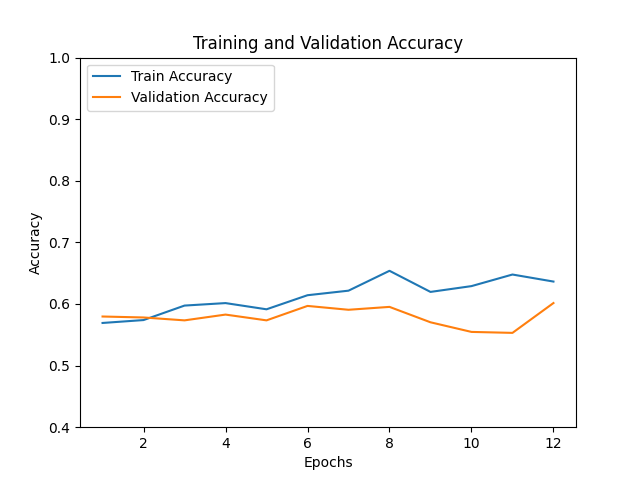 Training and Validation Accuracy
Train Accuracy
Validation Accuracy
Accuracy
1.0
0.9
0.8
0.7
0.6
0.5
0.4
2 4 6 8 10 12
Epochs